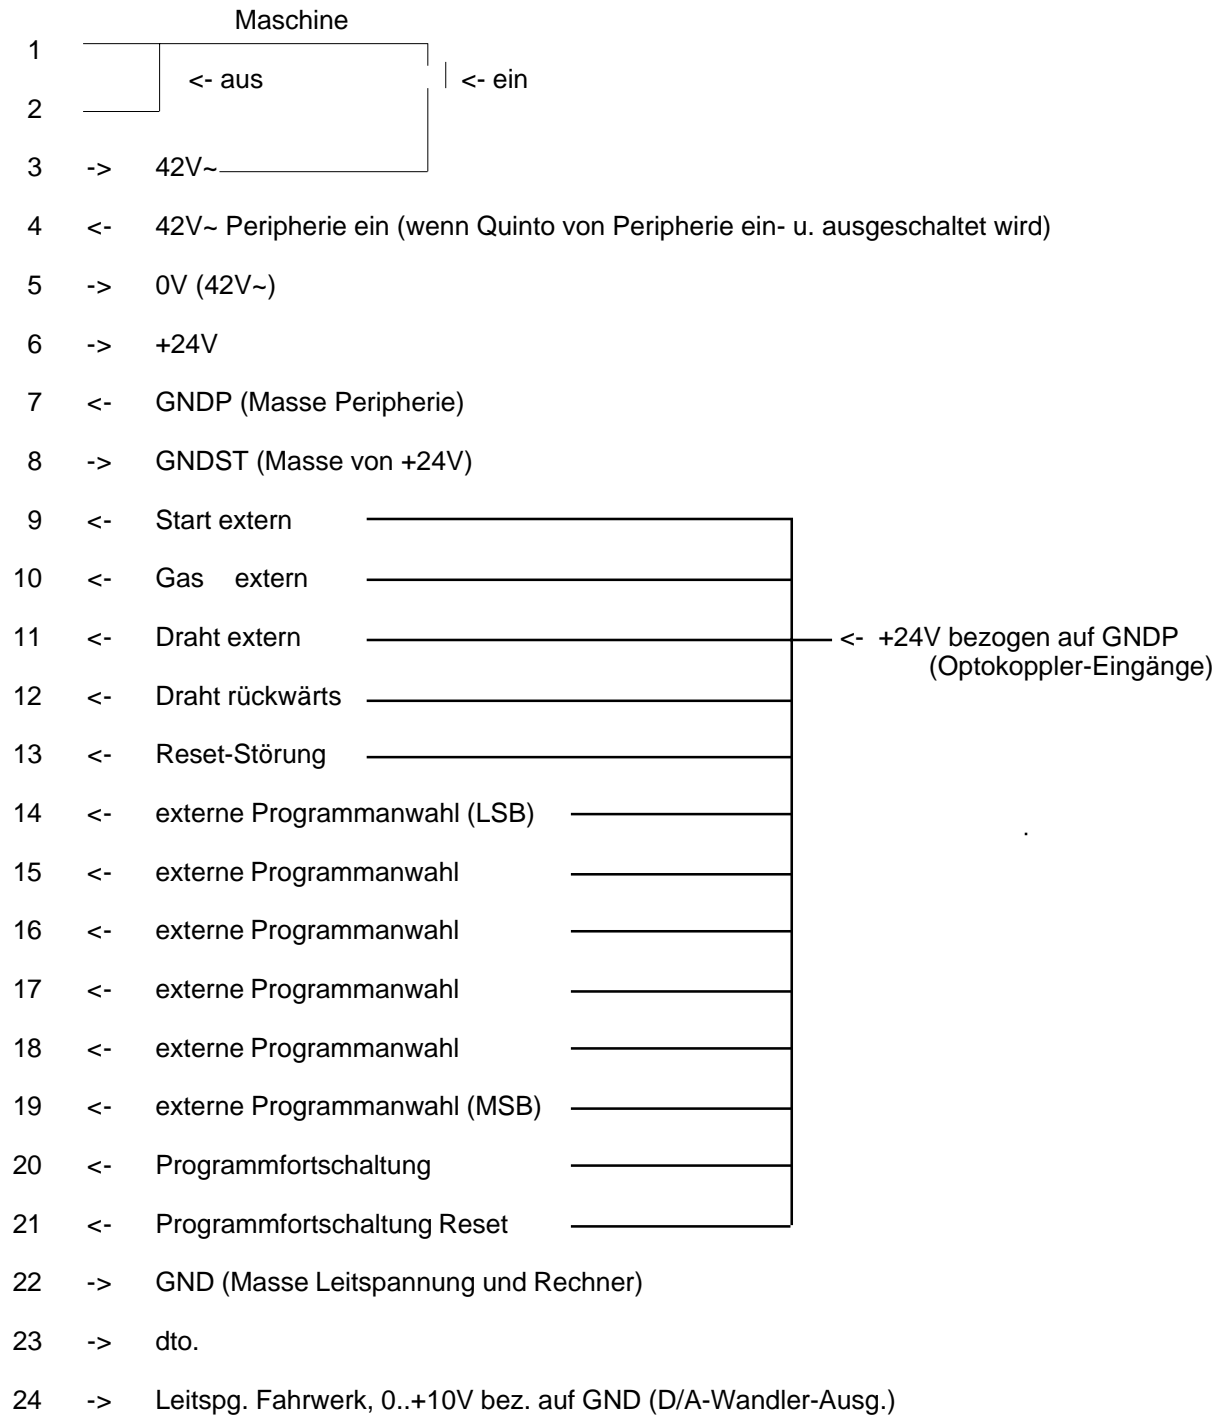 Maschine
1
<- aus <- ein
2
3 -> 42V~
4 <- 42V~ Peripherie ein (wenn Quinto von Peripherie ein- u. ausgeschaltet wird)
5 -> 0V (42V~)
6 -> +24V
7 <- GNDP (Masse Peripherie)
8 -> GNDST (Masse von +24V)
9 <- Start extern
10 <- Gas extern
11 <- Draht extern <- +24V bezogen auf GNDP
(Optokoppler-Eingänge)
12 <- Draht rückwärts
13 <- Reset-Störung
14 <- externe Programmanwahl (LSB)
15 <- externe Programmanwahl
16 <- externe Programmanwahl
17 <- externe Programmanwahl
18 <- externe Programmanwahl
19 <- externe Programmanwahl (MSB)
20 <- Programmfortschaltung
21 <- Programmfortschaltung Reset
22 -> GND (Masse Leitspannung und Rechner)
23 -> dto.
24 -> Leitspg. Fahrwerk, 0..+10V bez. auf GND (D/A-Wandler-Ausg.)